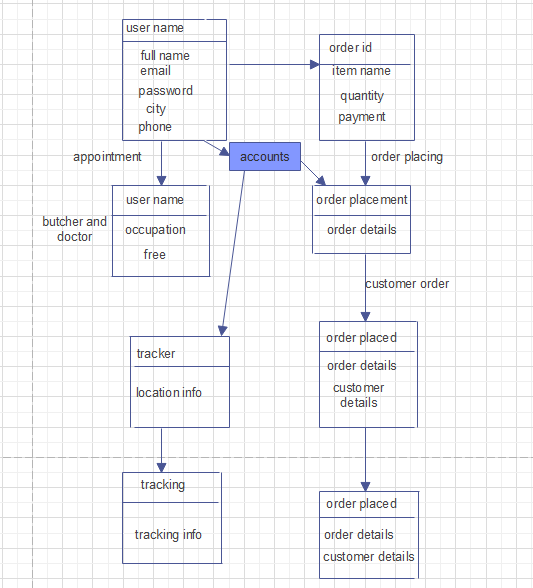 user name
full name
email
password
city
phone
order id
item name
quantity
payment
appointment
accounts
order placing
butcher and
doctor
user name
occupation
free
order placement
order details
customer order
tracker
location info
order placed
order details
customer
details
tracking
tracking info
order placed
order details
customer details